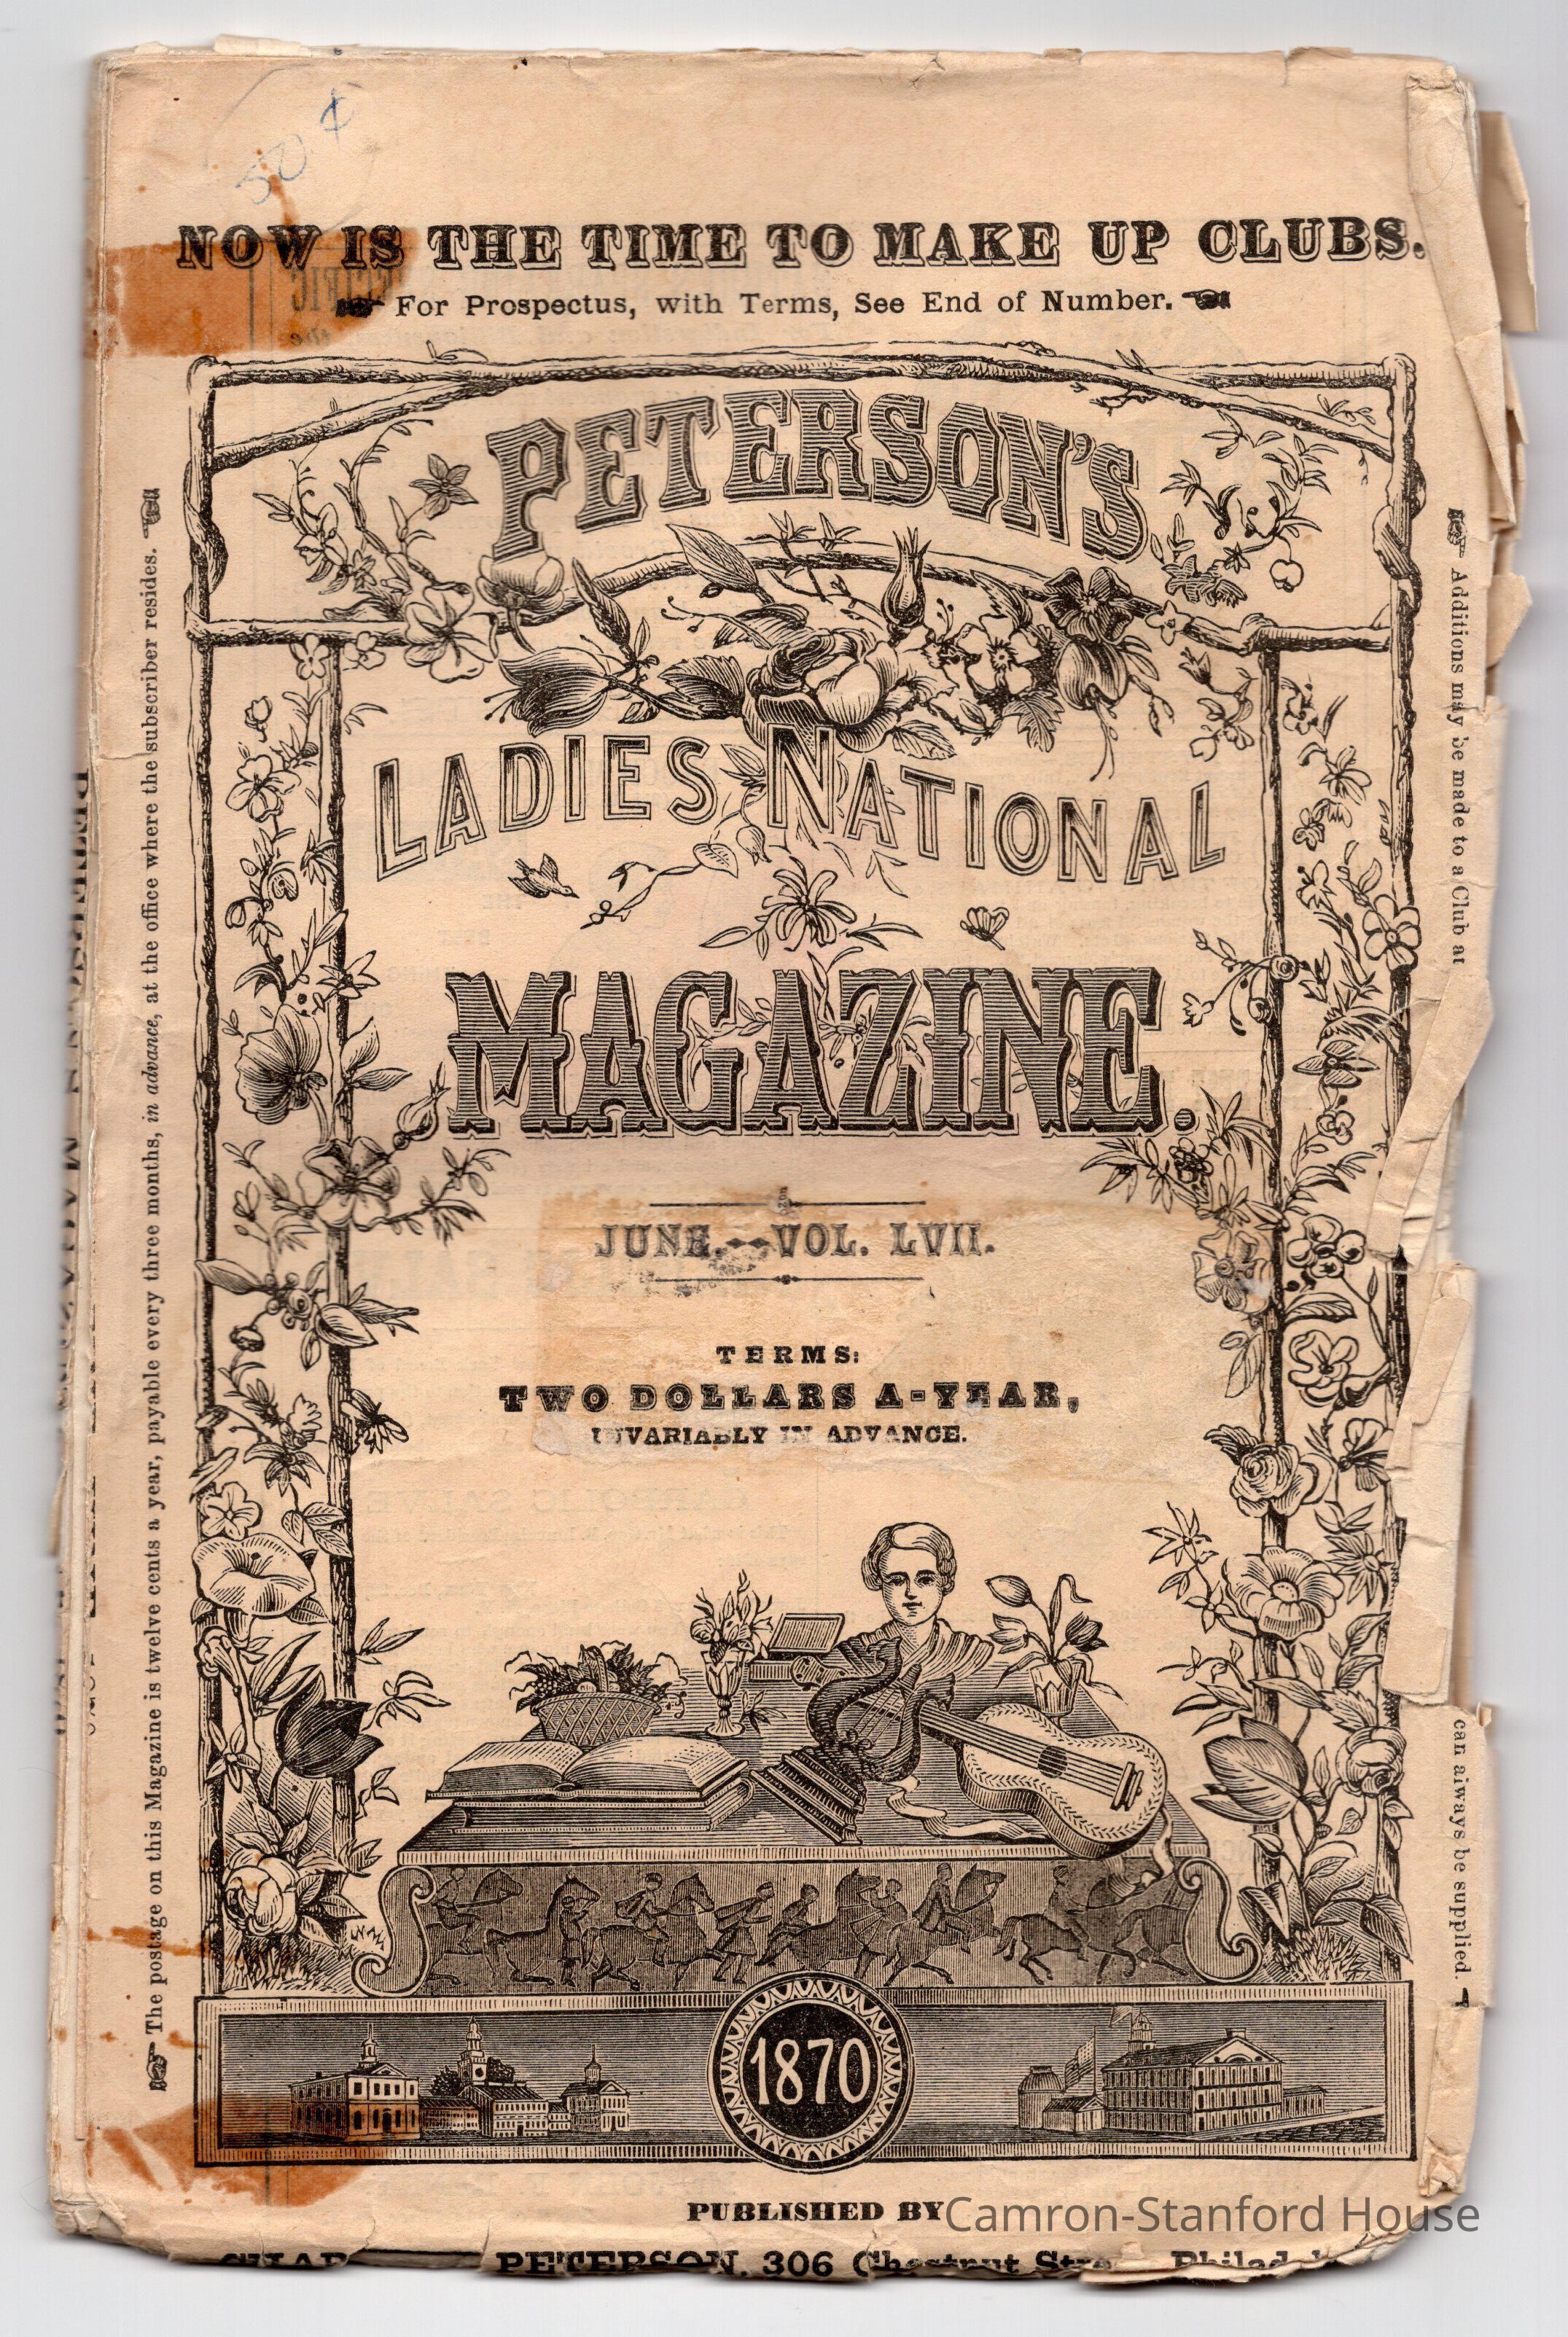 50 ¢
NOW IS THE TIME TO MAKE UP CLUBS.
For Prospectus, with Terms, See End of Number.
PETERSON'S
LADIES NATIONAL
MAGAZINE.
JUNE.—VOL. LVII.
TERMS:
TWO DOLLARS A-YEAR,
INVARIABLY IN ADVANCE.
1870
PUBLISHED BY
PETERSON, 306 Chestnut
The postage on this Magazine is twelve cents a year, payable every three months, in advance, at the office where the subscriber resides.
Additions may be made to a Club at
can always be supplied.
Camron-Stanford House